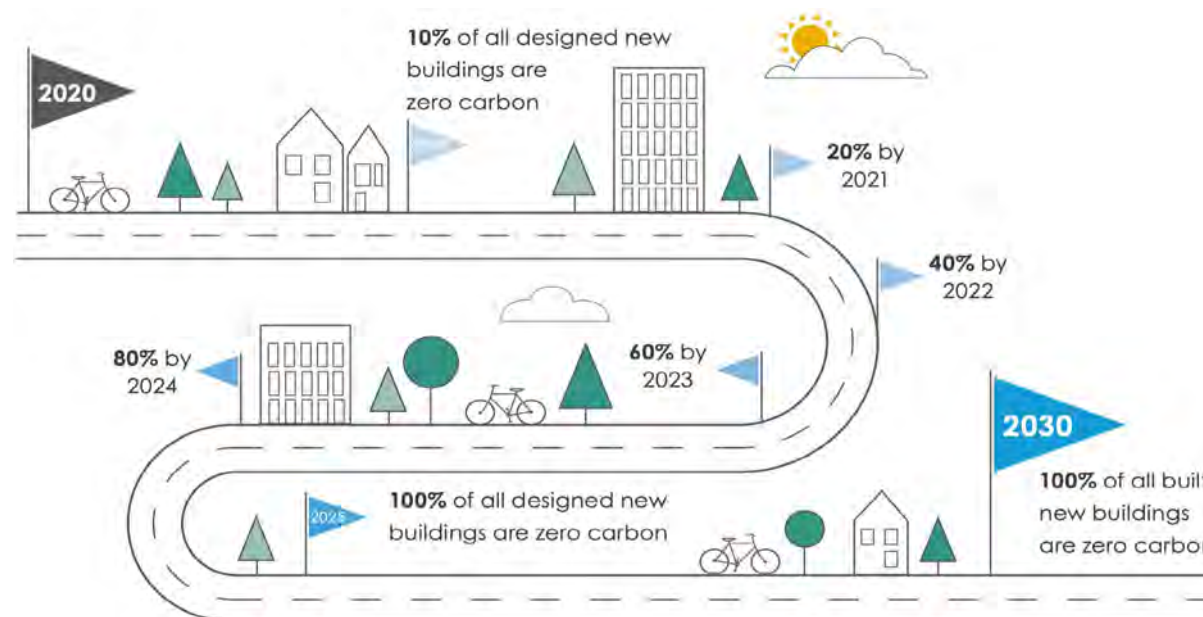 2020
10% of all designed new
buildings are
zero carbon
20% by
2021
40% by
2022
60% by
2023
80% by
2024
2025
100% of all designed new
buildings are zero carbon
2030
100% of all built
new buildings
are zero carbon